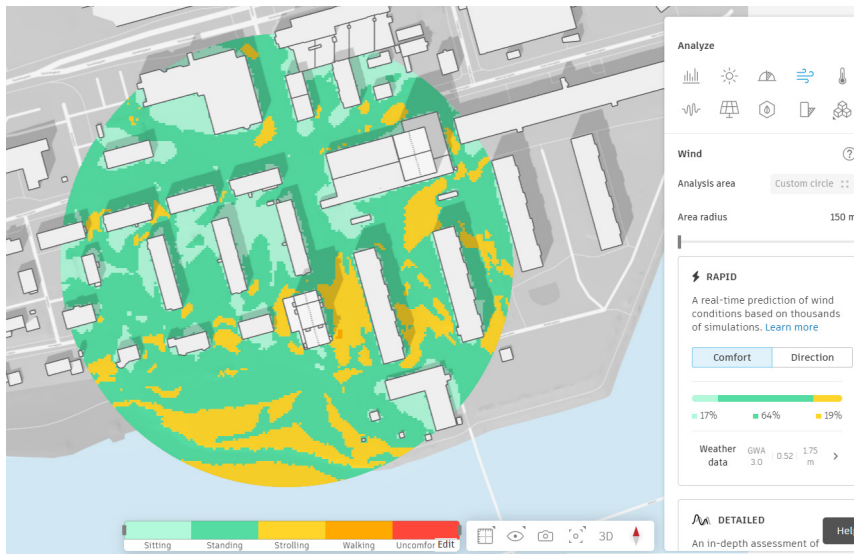 Analyze
Wind
Analysis area
Custom circle
Area radius
150 m
RAPID
A real-time prediction of wind
conditions based on thousands
of simulations. Learn more
Comfort
Direction
17%
64%
19%
Weather
data
GWA
3.0
0.52
1.75
m
DETAILED
An in-depth assessment of
Hel
Sitting
Standing
Strolling
Walking
Uncomfor
Edit
3D